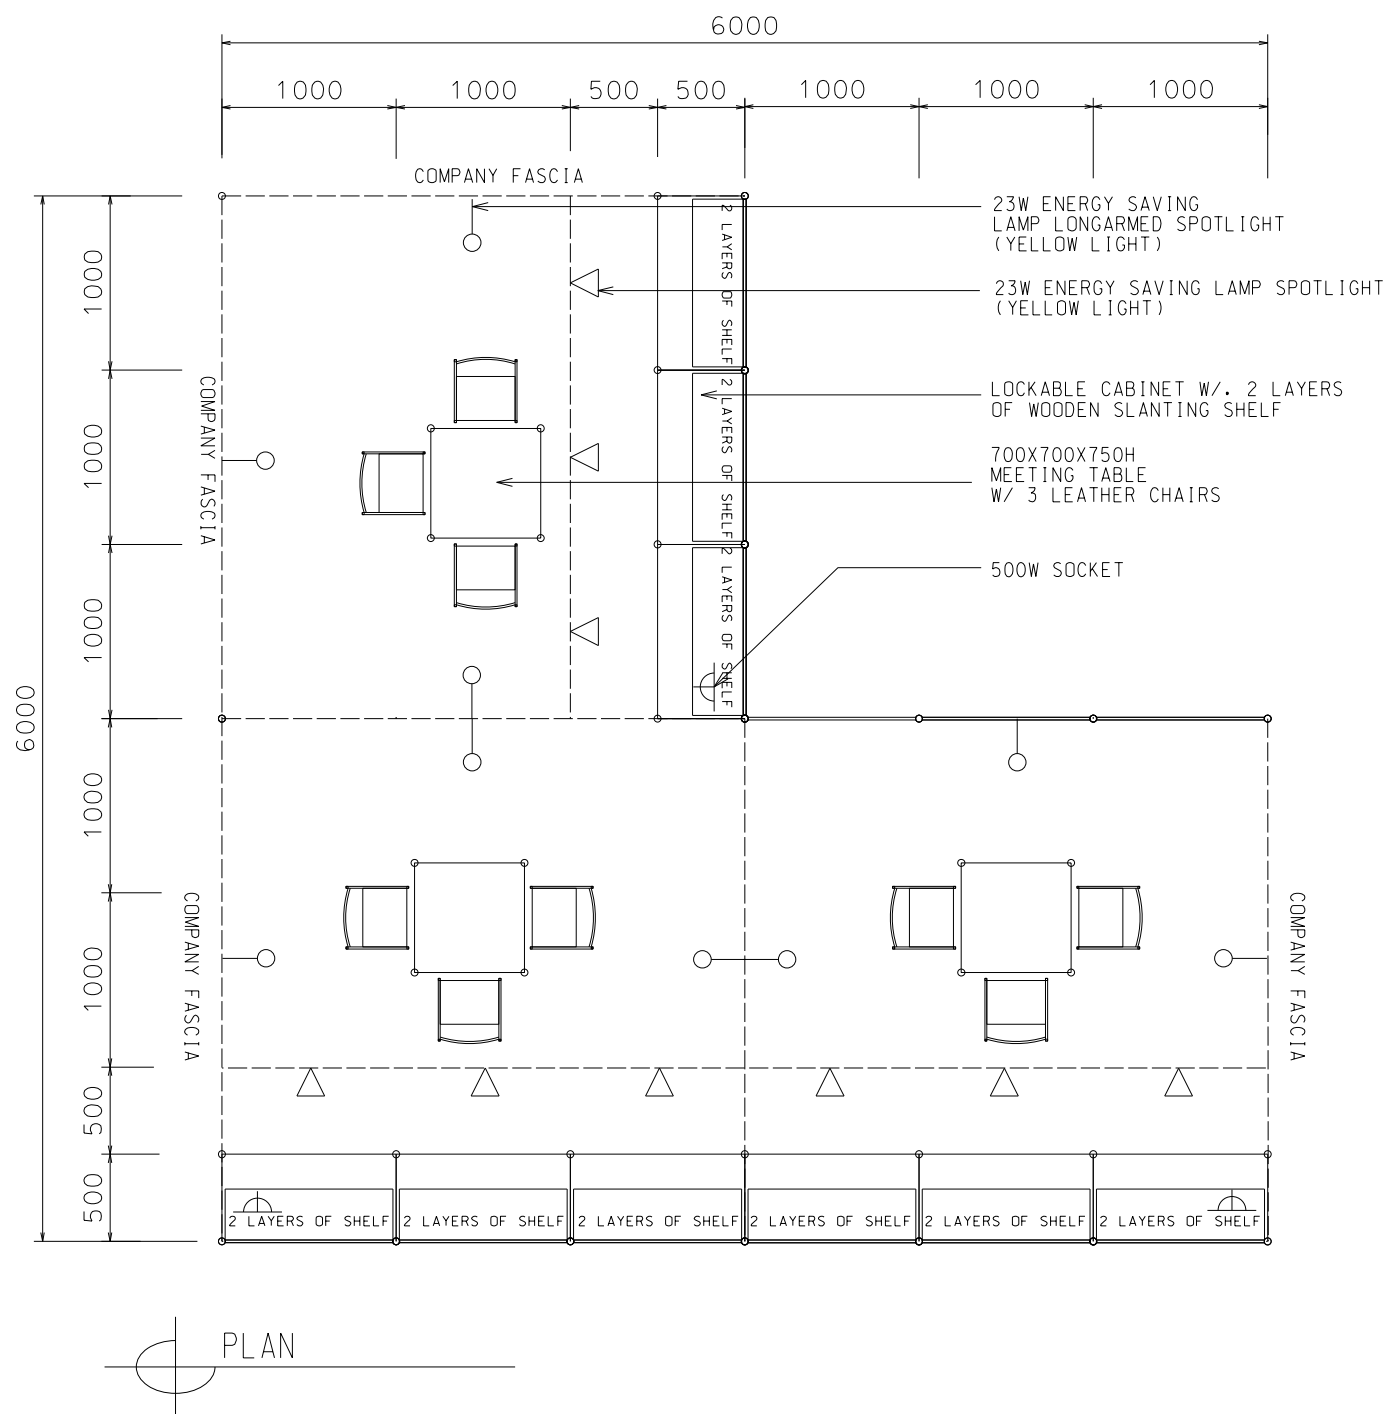 6000
1000 1000 500 500 1000 1000 1000
COMPANY FASCIA
23W ENERGY SAVING
LAMP LONGARMED SPOTLIGHT
(YELLOW LIGHT)
23W ENERGY SAVING LAMP SPOTLIGHT
(YELLOW LIGHT)
LOCKABLE CABINET W/. 2 LAYERS
OF WOODEN SLANTING SHELF
700X700X750H
MEETING TABLE
W/ 3 LEATHER CHAIRS
500W SOCKET
2 LAYERS OF SHELF
2 LAYERS OF SHELF
2 LAYERS OF SHELF
COMPANY FASCIA
6000
1000
1000
1000
1000
1000
500
500
COMPANY FASCIA
COMPANY FASCIA
2 LAYERS OF SHELF
2 LAYERS OF SHELF
2 LAYERS OF SHELF
2 LAYERS OF SHELF
2 LAYERS OF SHELF
2 LAYERS OF SHELF
PLAN